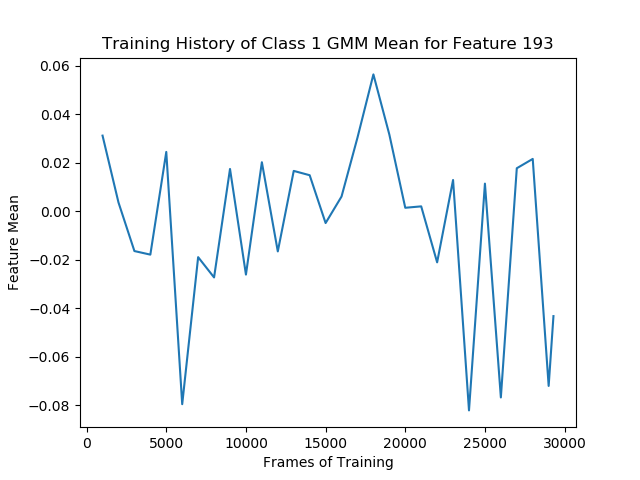 Training History of Class 1 GMM Mean for Feature 193
0.06
0.04
0.02
0.00
−0.02
−0.04
−0.06
−0.08
Feature Mean
0 5000 10000 15000 20000 25000 30000
Frames of Training